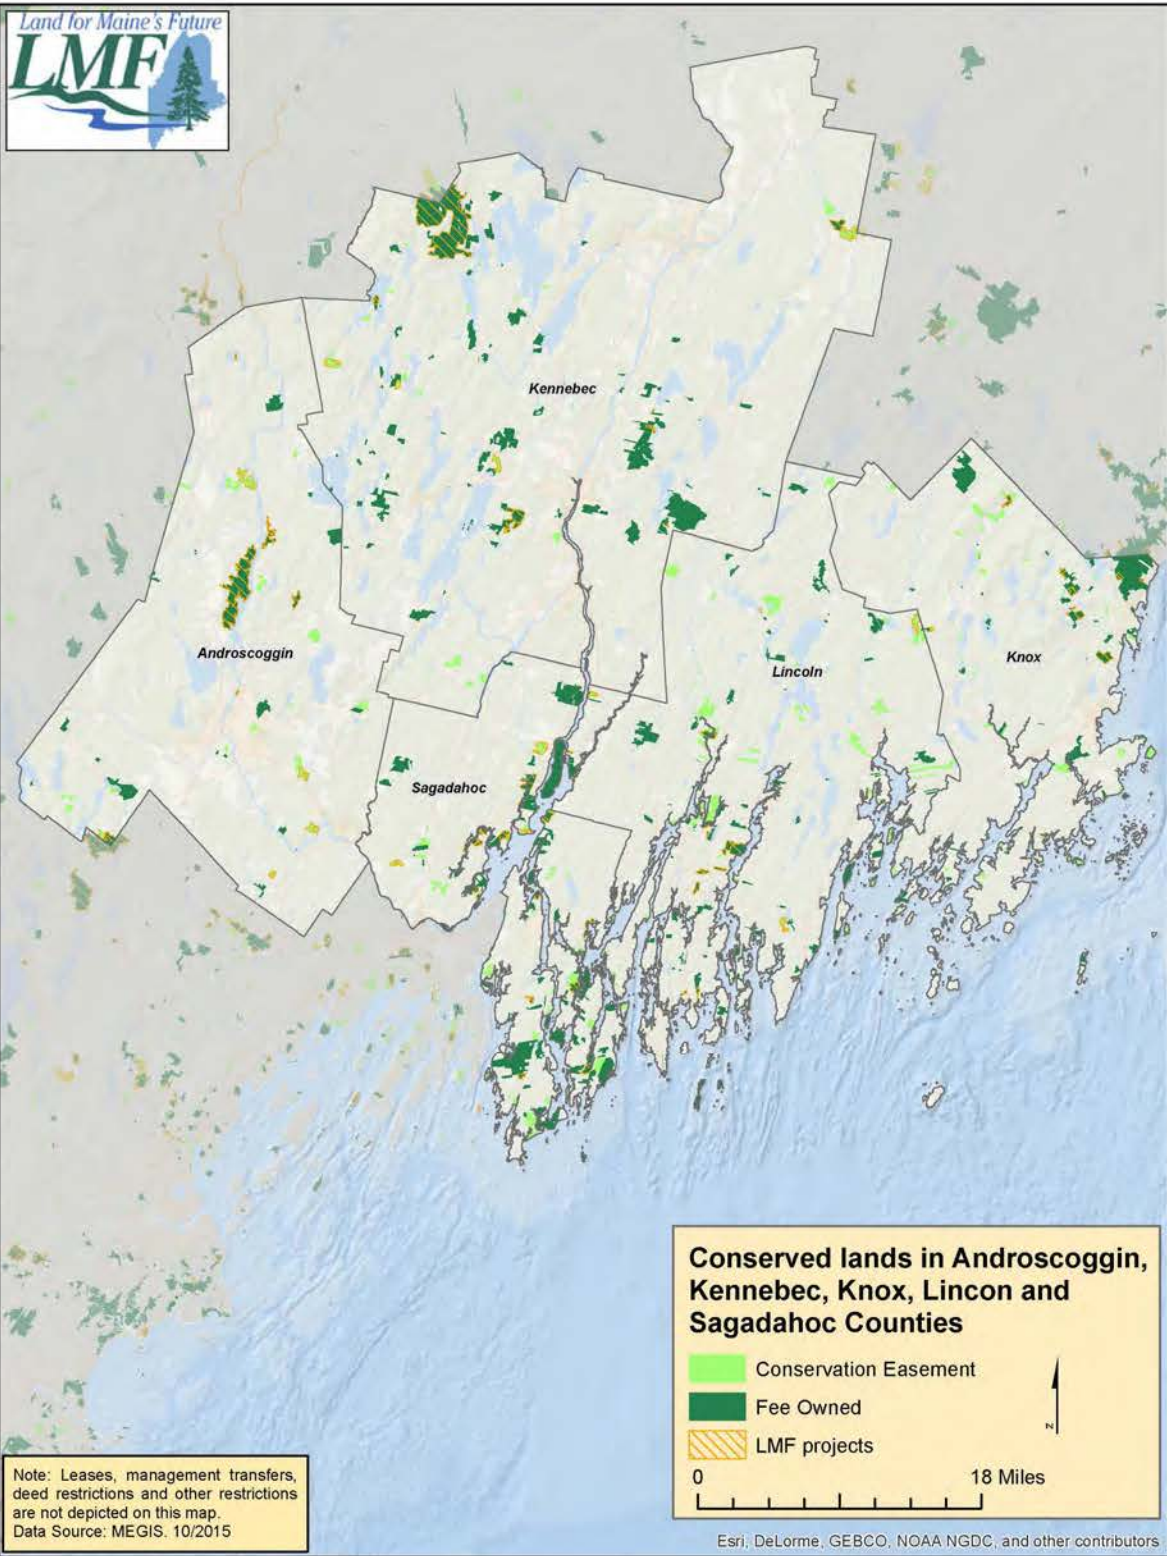 Land for Maine's Future
LMF
Kennebec
Androscoggin
Knox
Lincoln
Sagadahoc
Conserved lands in Androscoggin,
Kennebec, Knox, Lincon and
Sagadahoc Counties
Conservation Easement
Fee Owned
LMF projects
N
0 18 Miles
Note: Leases, management transfers,
deed restrictions and other restrictions
are not depicted on this map.
Data Source: MEGIS. 10/2015
Esri, DeLorme, GEBCO, NOAA NGDC, and other contributors